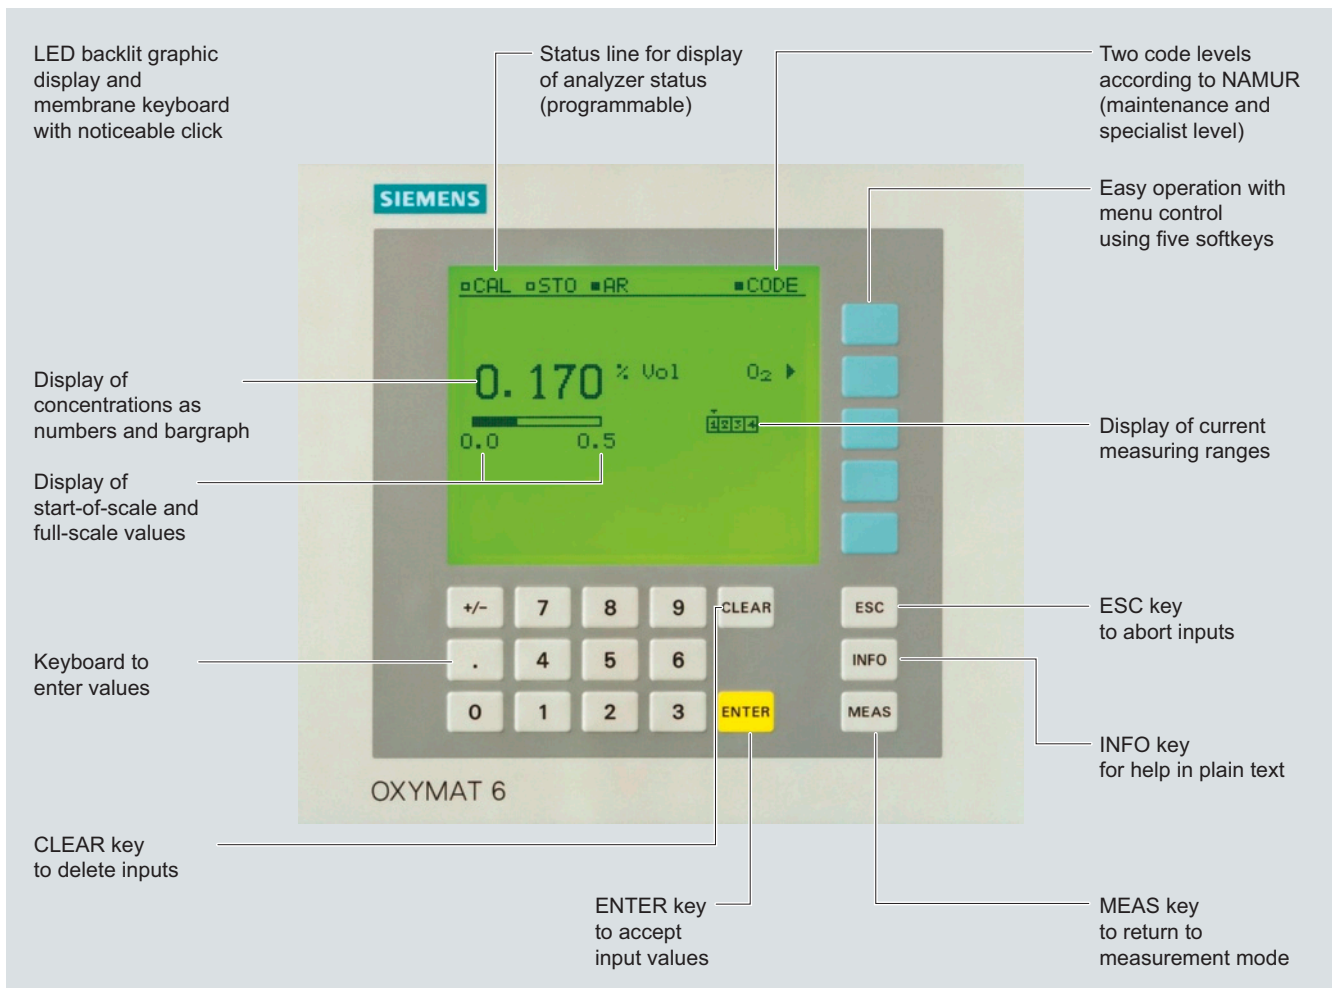 LED backlit graphic
display and
membrane keyboard
with noticeable click
Status line for display
of analyzer status
(programmable)
Two code levels
according to NAMUR
(maintenance and
specialist level)
Easy operation with
menu control
using five softkeys
SIEMENS
CAL STO AR CODE
0.170 % Vol O₂
1 2 3 4
0.0 0.5
Display of
concentrations as
numbers and bargraph
Display of
start-of-scale and
full-scale values
Display of current
measuring ranges
+/- 7 8 9 CLEAR ESC
. 4 5 6 INFO
0 1 2 3 ENTER MEAS
OXYMAT 6
Keyboard to
enter values
ESC key
to abort inputs
INFO key
for help in plain text
CLEAR key
to delete inputs
ENTER key
to accept
input values
MEAS key
to return to
measurement mode